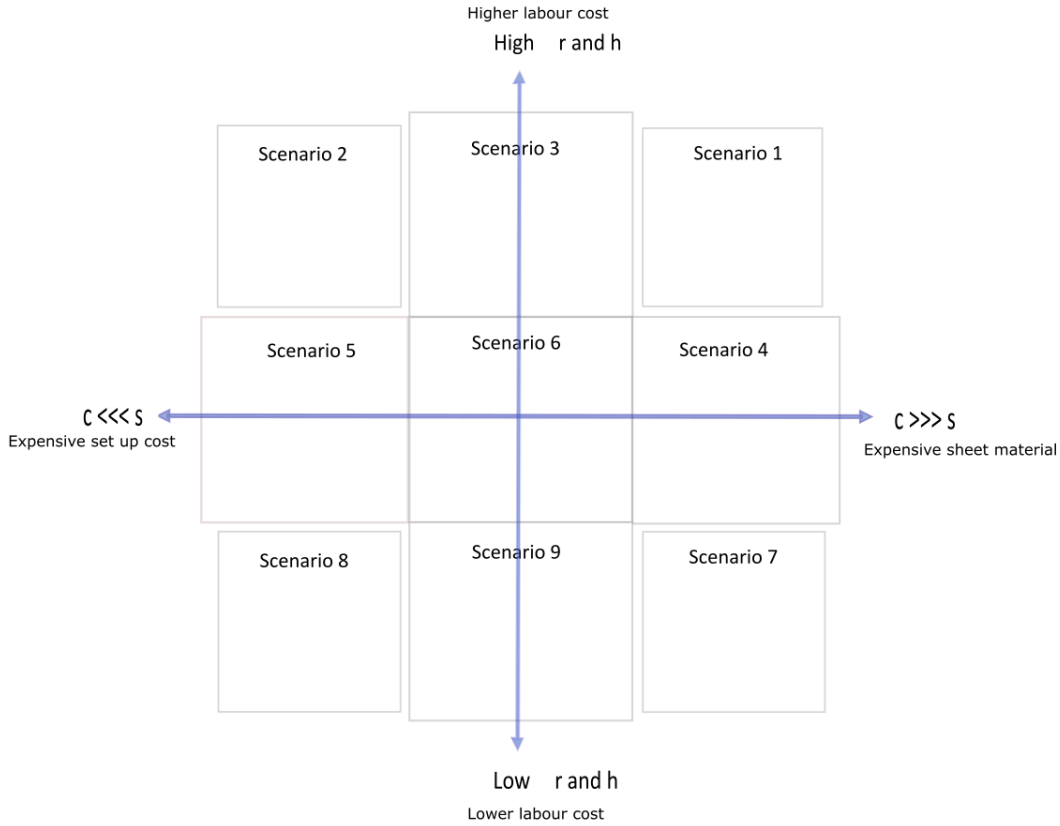 Higher labour cost
High r and h
Scenario 2
Scenario 3
Scenario 1
Scenario 5
Scenario 6
Scenario 4
c <<< s
Expensive set up cost
c >>> s
Expensive sheet material
Scenario 8
Scenario 9
Scenario 7
Low r and h
Lower labour cost